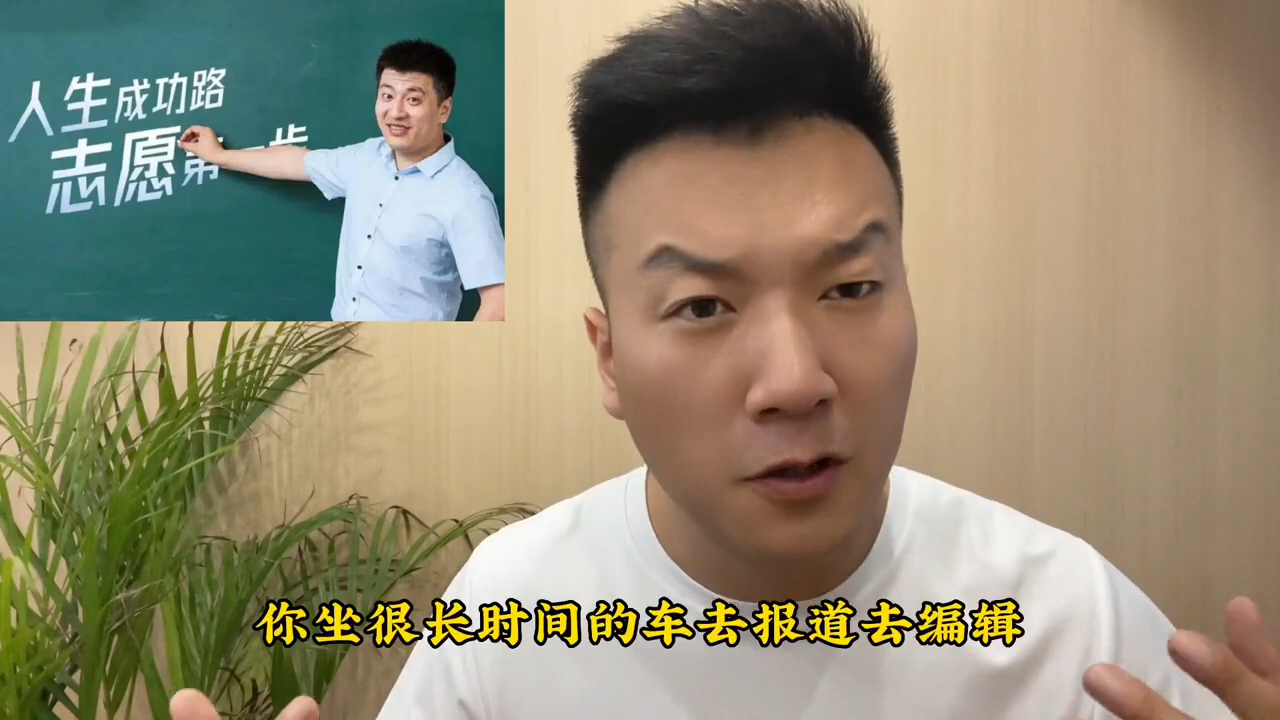 人生成功路
志愿第一步
你坐很长时间的车去报道去编辑